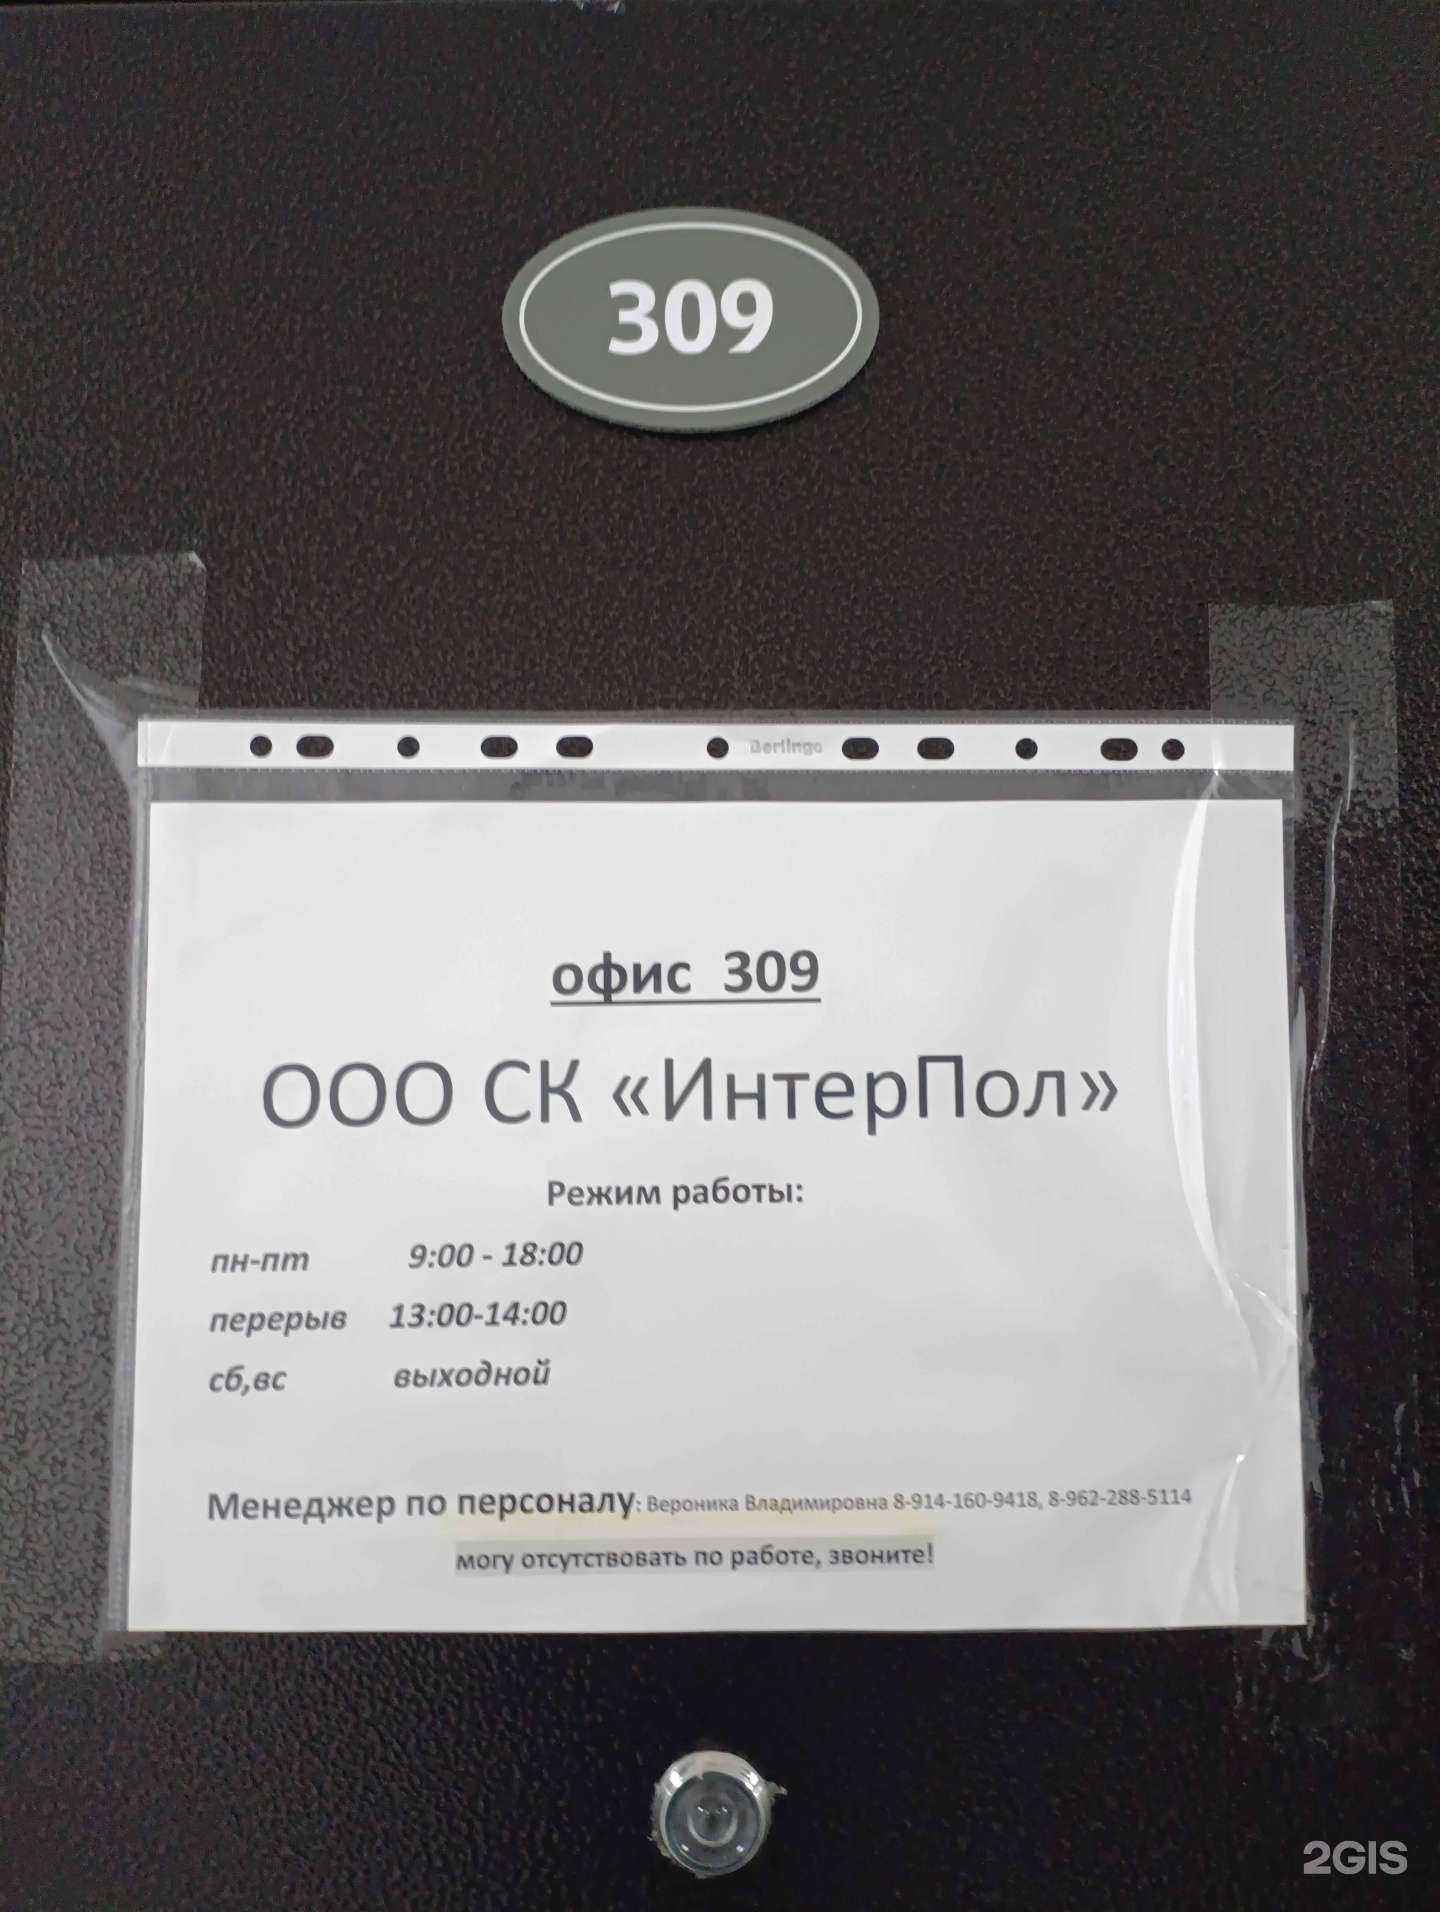 309
Berlingo
офис 309
ООО СК «ИнтерПол»
Режим работы:
пн-пт 9:00 - 18:00
перерыв 13:00-14:00
сб,вс выходной
Менеджер по персоналу: Вероника Владимировна 8-914-160-9418, 8-962-288-5114
могу отсутствовать по работе, звоните!
2GIS